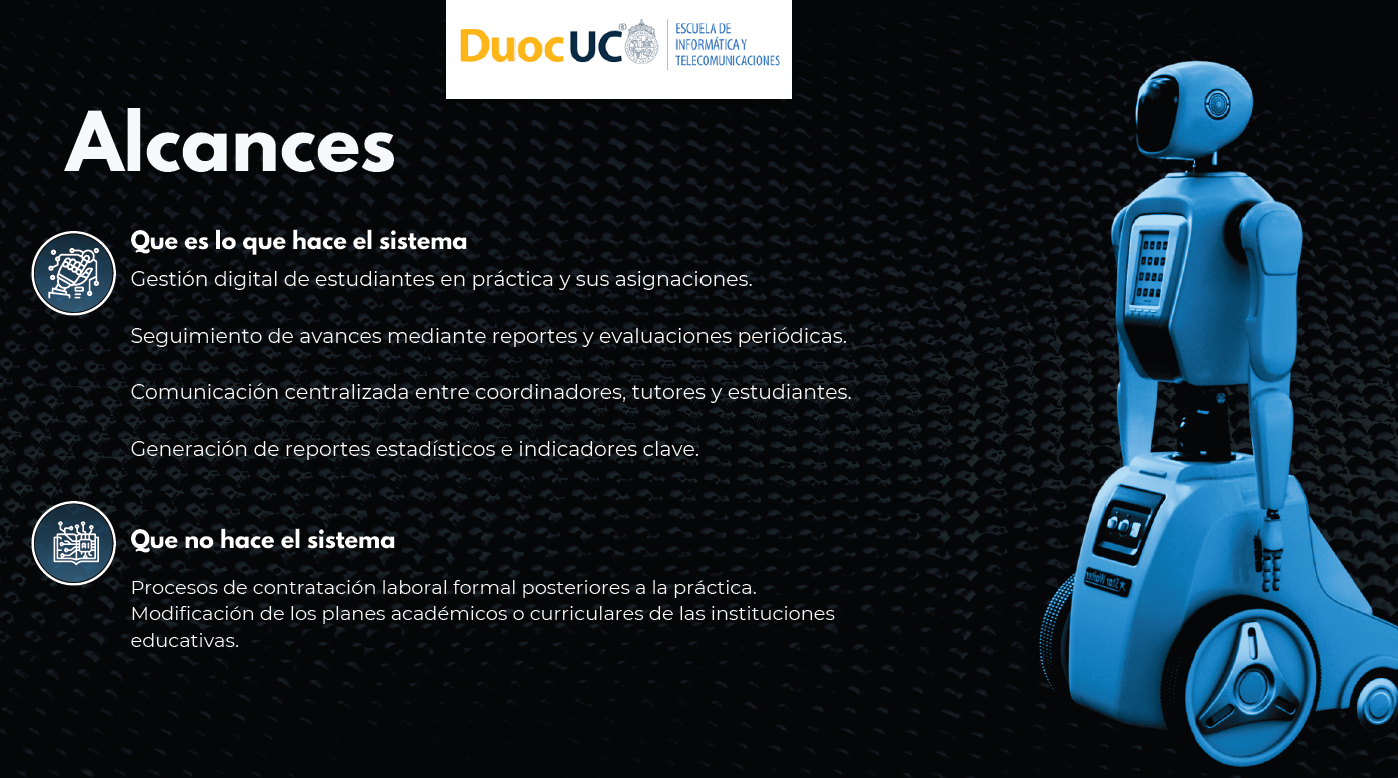 DuocUC®
ESCUELA DE
INFORMÁTICA Y
TELECOMUNICACIONES
Alcances
Que es lo que hace el sistema
Gestión digital de estudiantes en práctica y sus asignaciones.
Seguimiento de avances mediante reportes y evaluaciones periódicas.
Comunicación centralizada entre coordinadores, tutores y estudiantes.
Generación de reportes estadísticos e indicadores clave.
AI
Que no hace el sistema
Procesos de contratación laboral formal posteriores a la práctica.
Modificación de los planes académicos o curriculares de las instituciones
educativas.